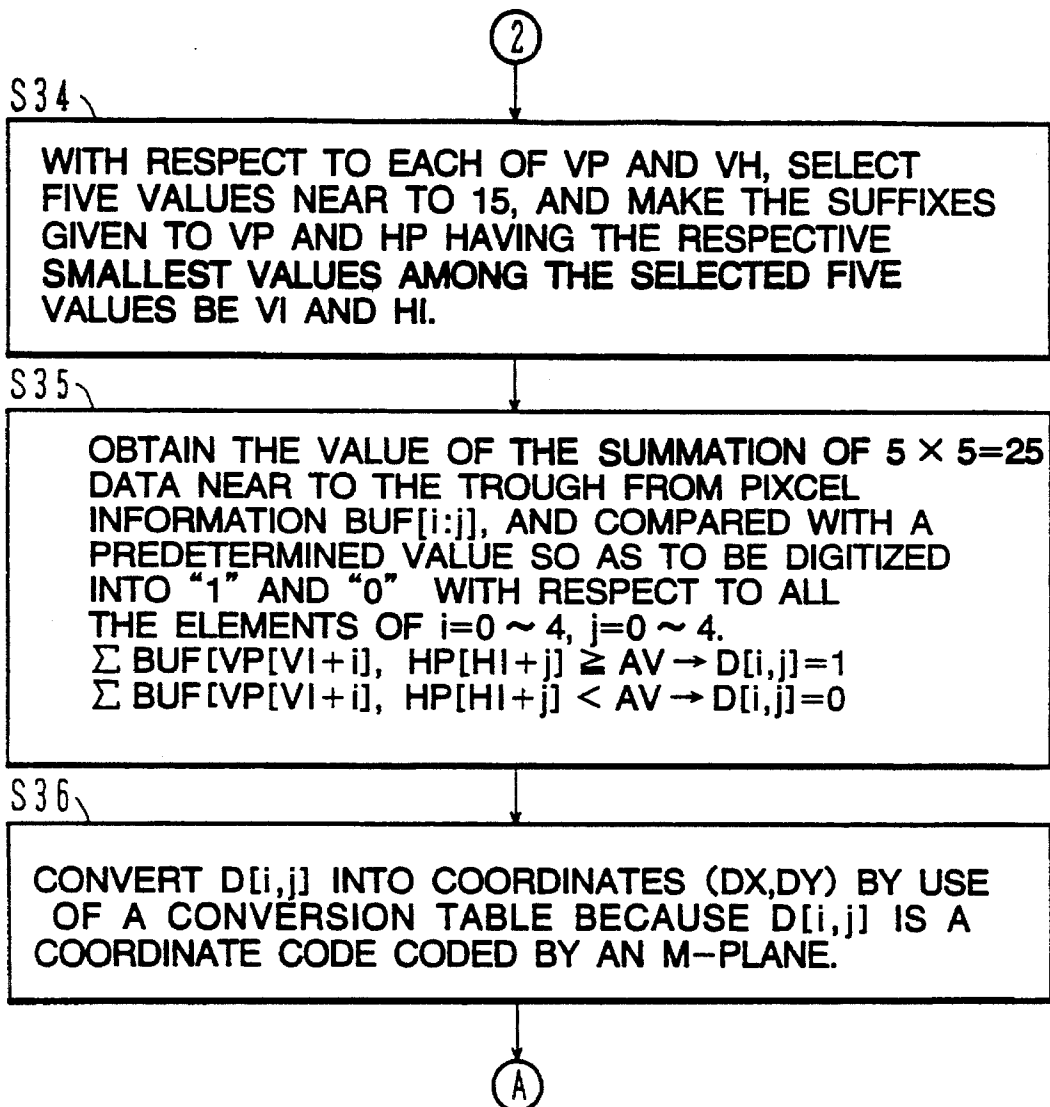 2
S34
WITH RESPECT TO EACH OF VP AND VH, SELECT
FIVE VALUES NEAR TO 15, AND MAKE THE SUFFIXES
GIVEN TO VP AND HP HAVING THE RESPECTIVE
SMALLEST VALUES AMONG THE SELECTED FIVE
VALUES BE VI AND HI.
S35
OBTAIN THE VALUE OF THE SUMMATION OF 5 × 5=25
DATA NEAR TO THE TROUGH FROM PIXCEL
INFORMATION BUF[i:j], AND COMPARED WITH A
PREDETERMINED VALUE SO AS TO BE DIGITIZED
INTO “1” AND “0” WITH RESPECT TO ALL
THE ELEMENTS OF i=0 ~ 4, j=0 ~ 4.
Σ BUF[VP[VI+i], HP[HI+j] ≧ AV → D[i,j]=1
Σ BUF[VP[VI+i], HP[HI+j] < AV → D[i,j]=0
S36
CONVERT D[i,j] INTO COORDINATES (DX,DY) BY USE
OF A CONVERSION TABLE BECAUSE D[i,j] IS A
COORDINATE CODE CODED BY AN M-PLANE.
A